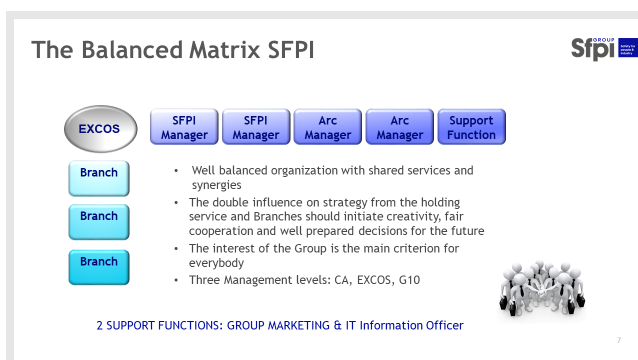 The Balanced Matrix SFPI
GROUP
Sfpi
Safety for
people &
industry
EXCOS
SFPI
Manager
SFPI
Manager
Arc
Manager
Arc
Manager
Support
Function
Branch
Branch
Branch
• Well balanced organization with shared services and
synergies
• The double influence on strategy from the holding
service and Branches should initiate creativity, fair
cooperation and well prepared decisions for the future
• The interest of the Group is the main criterion for
everybody
• Three Management levels: CA, EXCOS, G10
2 SUPPORT FUNCTIONS: GROUP MARKETING & IT Information Officer
7